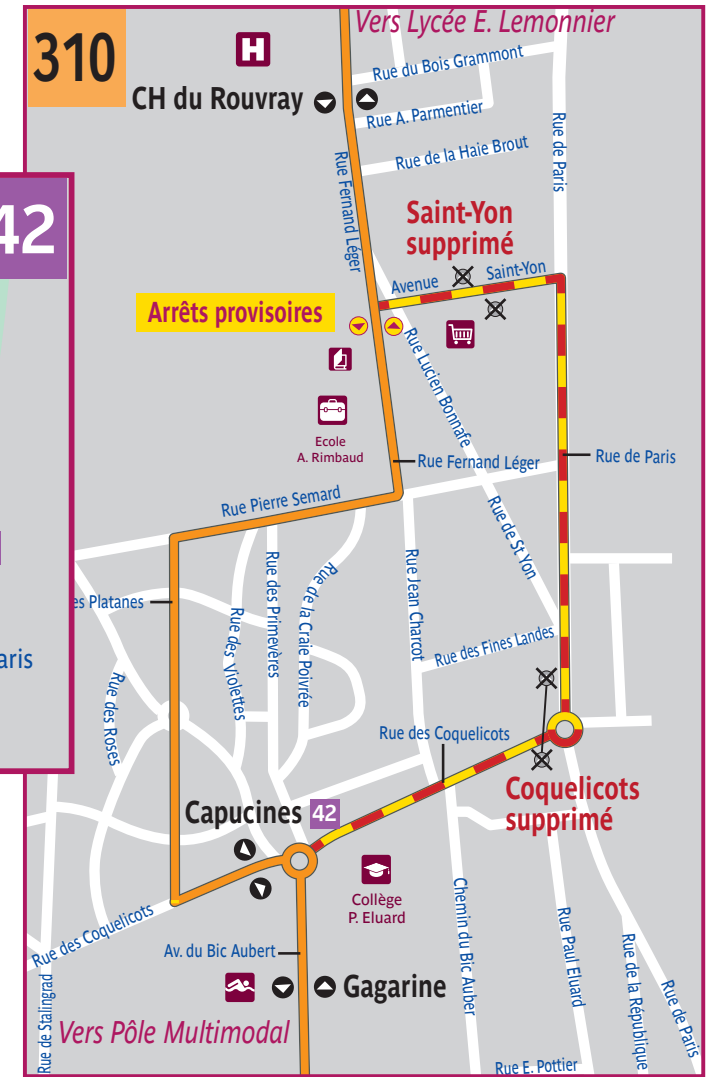 310
Vers Lycée E. Lemonnier
H
CH du Rouvray
Rue du Bois Grammont
Rue A. Parmentier
Rue de la Haie Brout
Rue Fernand Léger
Rue de Paris
42
Saint-Yon
supprimé
Avenue Saint-Yon
Arrêts provisoires
Rue Lucien Bonnafe
Ecole
A. Rimbaud
Rue Fernand Léger
Rue de Paris
Rue Pierre Semard
Rue de St Yon
es Platanes
Rue des Primevères
Rue de la Craie Poivrée
Rue des Violettes
Rue Jean Charcot
Rue des Fines Landes
aris
Rue des Roses
Rue des Coquelicots
Coquelicots
supprimé
Capucines 42
Collège
P. Eluard
Rue des Coquelicots
Av. du Bic Aubert
Chemin du Bic Auber
Rue Paul Eluard
Rue de la République
Rue de Paris
Gagarine
Rue de Stalingrad
Vers Pôle Multimodal
Rue E. Pottier